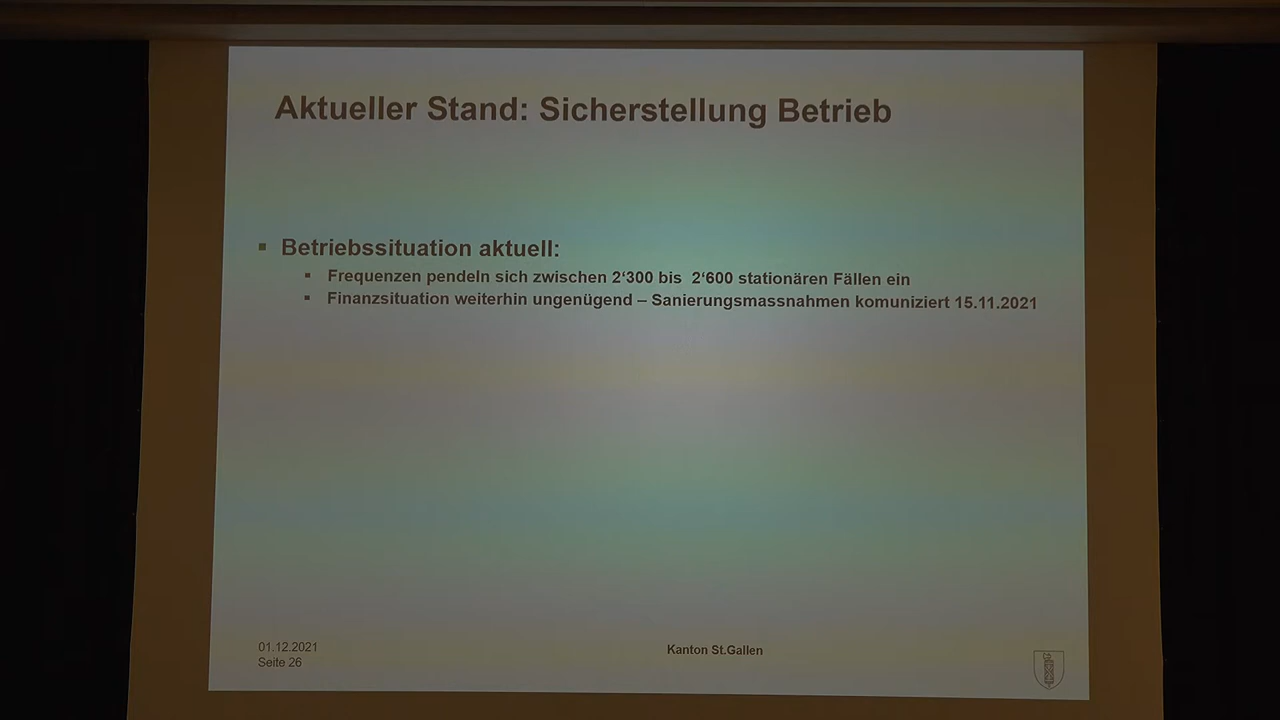 Aktueller Stand: Sicherstellung Betrieb
▪ Betriebssituation aktuell:
▪ Frequenzen pendeln sich zwischen 2‘300 bis  2‘600 stationären Fällen ein
▪ Finanzsituation weiterhin ungenügend – Sanierungsmassnahmen komuniziert 15.11.2021
01.12.2021
Seite 26
Kanton St.Gallen